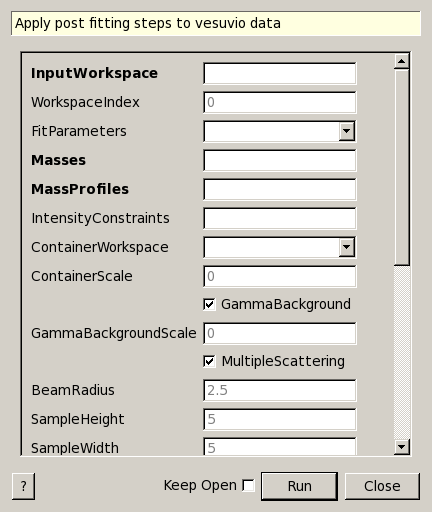 Apply post fitting steps to vesuvio data
InputWorkspace
WorkspaceIndex 0
FitParameters
Masses
MassProfiles
IntensityConstraints
ContainerWorkspace
ContainerScale 0
GammaBackground
GammaBackgroundScale 0
MultipleScattering
BeamRadius 2.5
SampleHeight 5
SampleWidth 5
? Keep Open Run Close